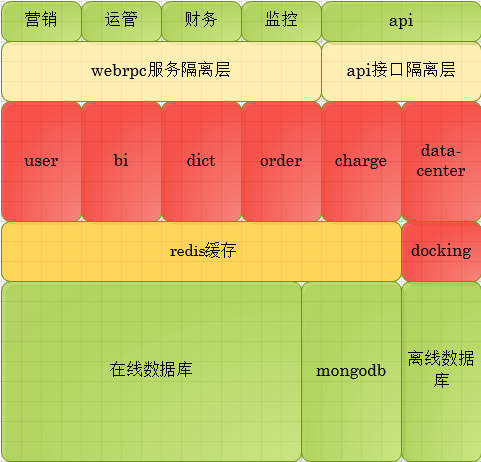 营销
运管
财务
监控
api
webrpc服务隔离层
api接口隔离层
user
bi
dict
order
charge
data-
center
redis缓存
docking
在线数据库
mongodb
离线数据
库